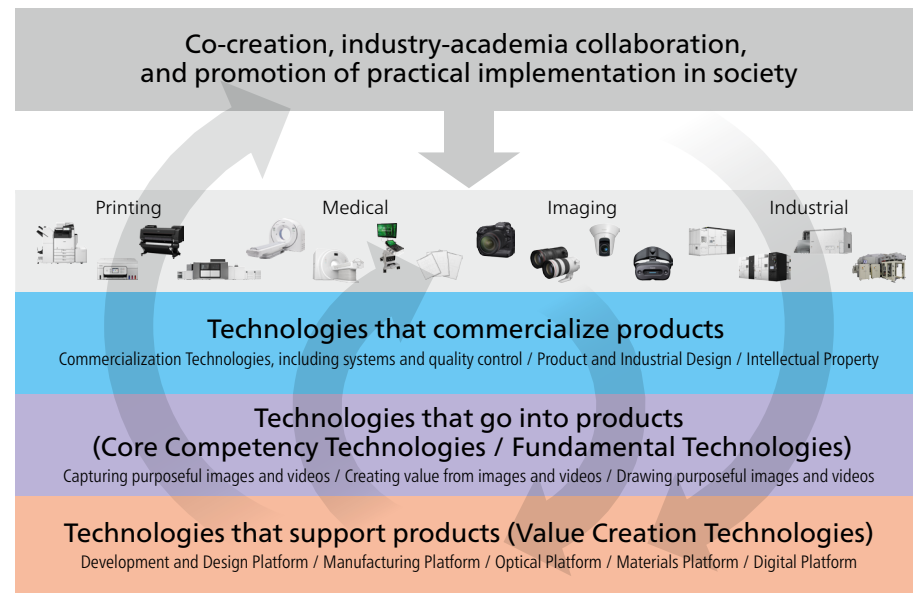 Co-creation, industry-academia collaboration,
and promotion of practical implementation in society
Printing
Medical
Imaging
Industrial
Technologies that commercialize products
Commercialization Technologies, including systems and quality control / Product and Industrial Design / Intellectual Property
Technologies that go into products
(Core Competency Technologies / Fundamental Technologies)
Capturing purposeful images and videos / Creating value from images and videos / Drawing purposeful images and videos
Technologies that support products (Value Creation Technologies)
Development and Design Platform / Manufacturing Platform / Optical Platform / Materials Platform / Digital Platform